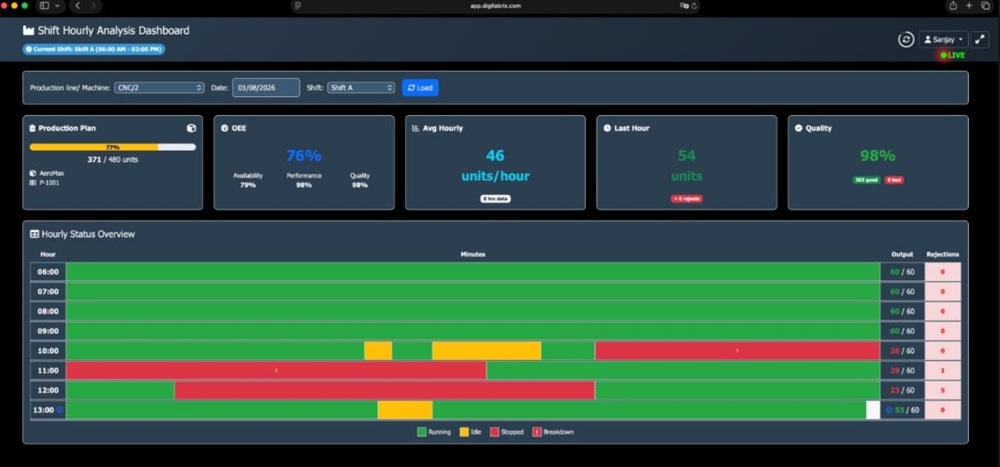 app.digifabrix.com
Shift Hourly Analysis Dashboard
Current Shift: Shift A (06:00 AM - 02:00 PM)
Sanjay
LIVE
Production line/ Machine: CNC/2 Date: 01/08/2026 Shift: Shift A Load
Production Plan
77%
371 / 480 units
AeroMax
P-1001
OEE
76%
Availability Performance Quality
79% 98% 98%
Avg Hourly
46
units/hour
8 hrs data
Last Hour
54
units
× 0 rejects
Quality
98%
365 good 6 bad
Hourly Status Overview
Hour Minutes Output Rejections
06:00 60 / 60 0
07:00 60 / 60 0
08:00 60 / 60 0
09:00 60 / 60 0
10:00 ! 26 / 60 0
11:00 ! 29 / 60 1
12:00 23 / 60 5
13:00 53 / 60 0
Running Idle Stopped ! Breakdown